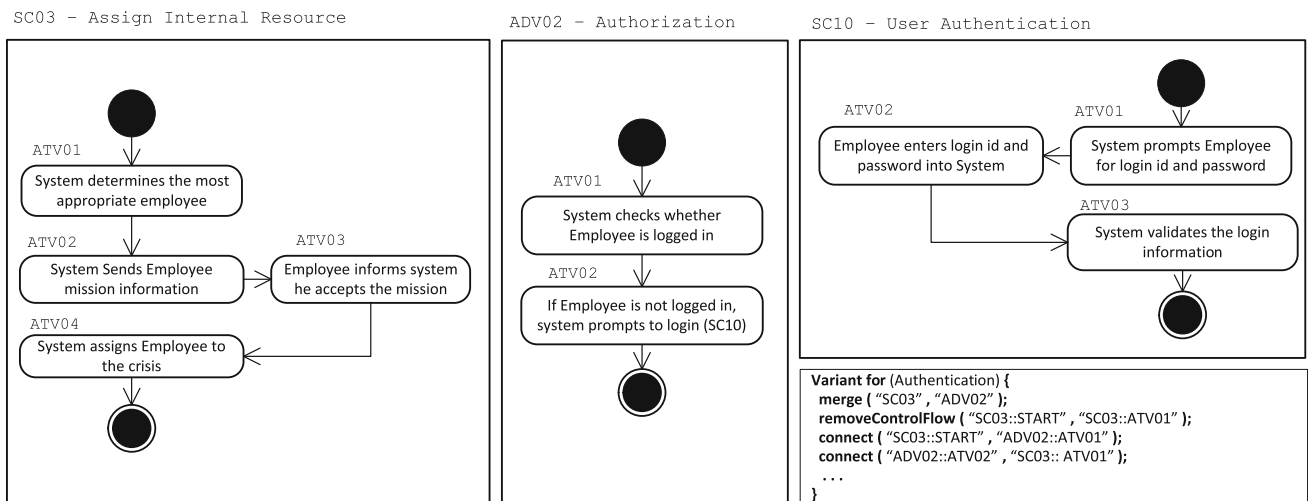 SC03 – Assign Internal Resource
ATV01
System determines the most
appropriate employee
ATV02
System Sends Employee
mission information
ATV03
Employee informs system
he accepts the mission
ATV04
System assigns Employee to
the crisis
ADV02 – Authorization
ATV01
System checks whether
Employee is logged in
ATV02
If Employee is not logged in,
system prompts to login (SC10)
SC10 – User Authentication
ATV01
System prompts Employee
for login id and password
ATV02
Employee enters login id and
password into System
ATV03
System validates the login
information
Variant for (Authentication) {
merge ( “SC03” , “ADV02” );
removeControlFlow ( “SC03::START” , “SC03::ATV01” );
connect ( “SC03::START” , “ADV02::ATV01” );
connect ( “ADV02::ATV02” , “SC03:: ATV01” );
...
}